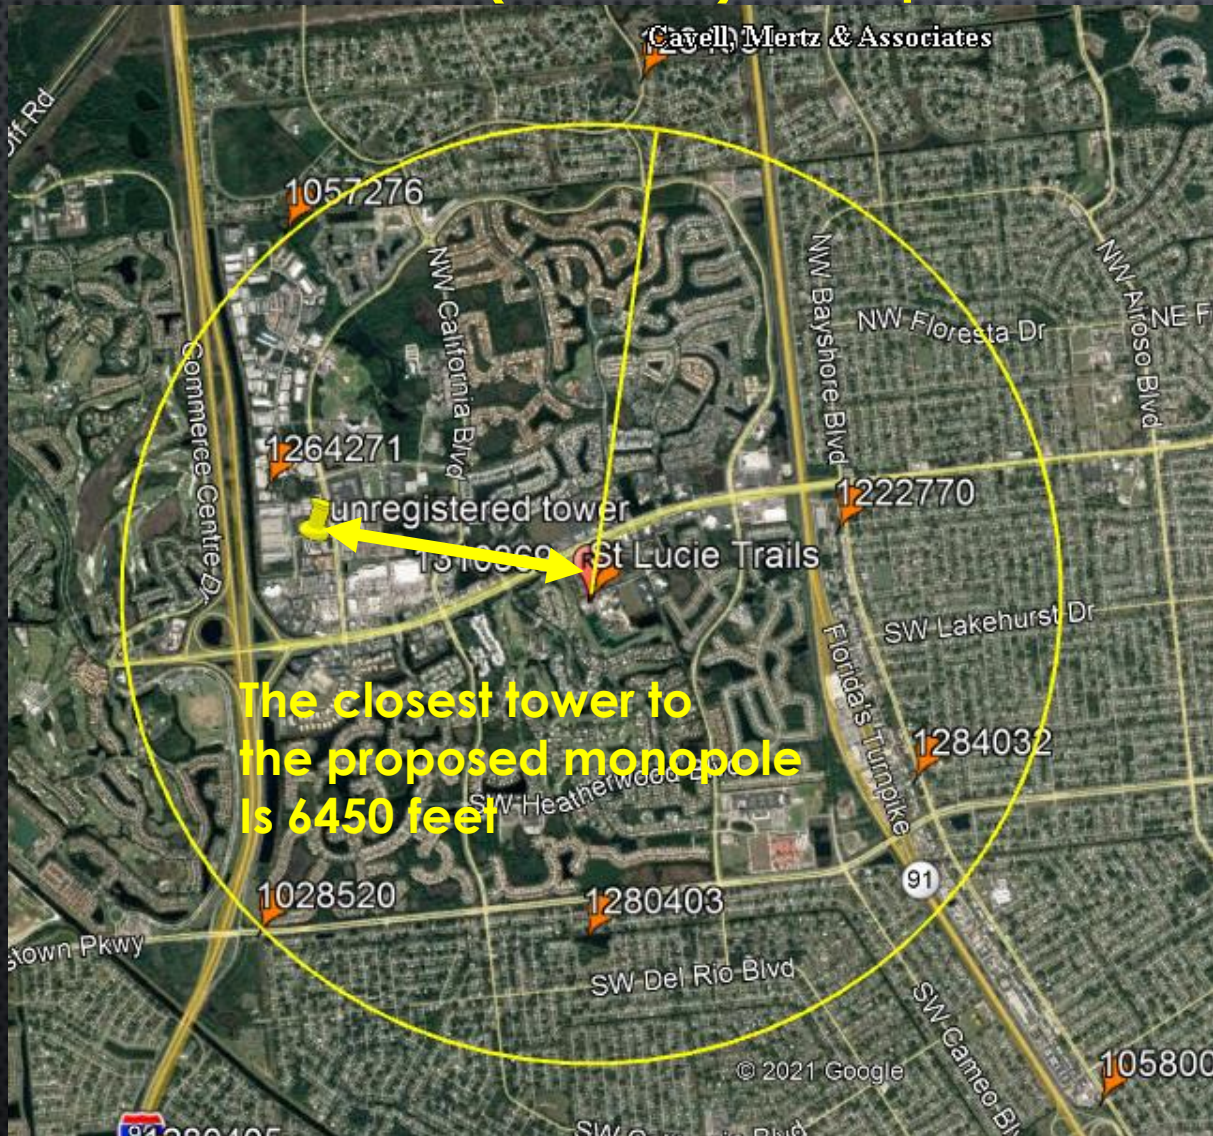 Cavell, Mertz & Associates
1057276
NW California Blvd
NW Bayshore Blvd
NW Floresta Dr
NW Airoso Blvd
NE
Commerce Centre Dr
1264271
unregistered tower
1222770
St Lucie Trails
SW Lakehurst Dr
Florida's Turnpike
The closest tower to
the proposed monopole
Is 6450 feet
SW Heatherwood Blvd
1284032
91
1028520
1280403
Pkwy
SW Del Rio Blvd
SW Cameo
© 2021 Google
105800